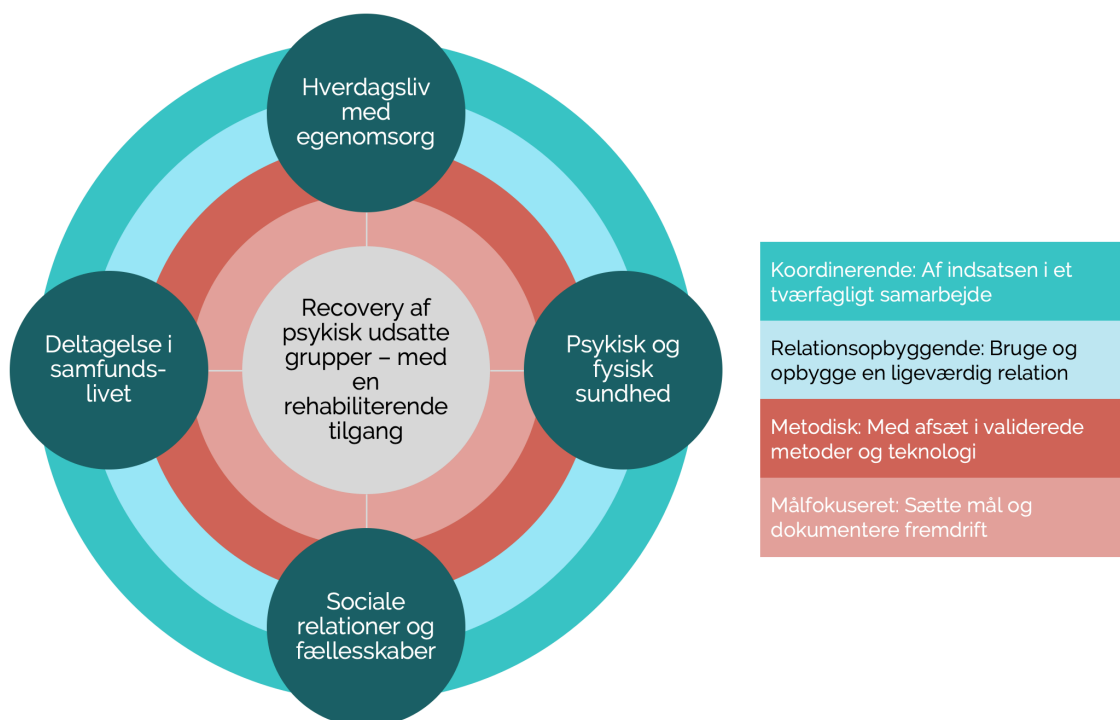 Hverdagsliv
med
egenomsorg
Deltagelse i
samfunds-
livet
Recovery af
psykisk udsatte
grupper – med
en
rehabiliterende
tilgang
Psykisk og
fysisk
sundhed
Sociale
relationer og
fællesskaber
Koordinerende: Af indsatsen i et
tværfagligt samarbejde
Relationsopbyggende: Bruge og
opbygge en ligeværdig relation
Metodisk: Med afsæt i validerede
metoder og teknologi
Målfokuseret: Sætte mål og
dokumentere fremdrift